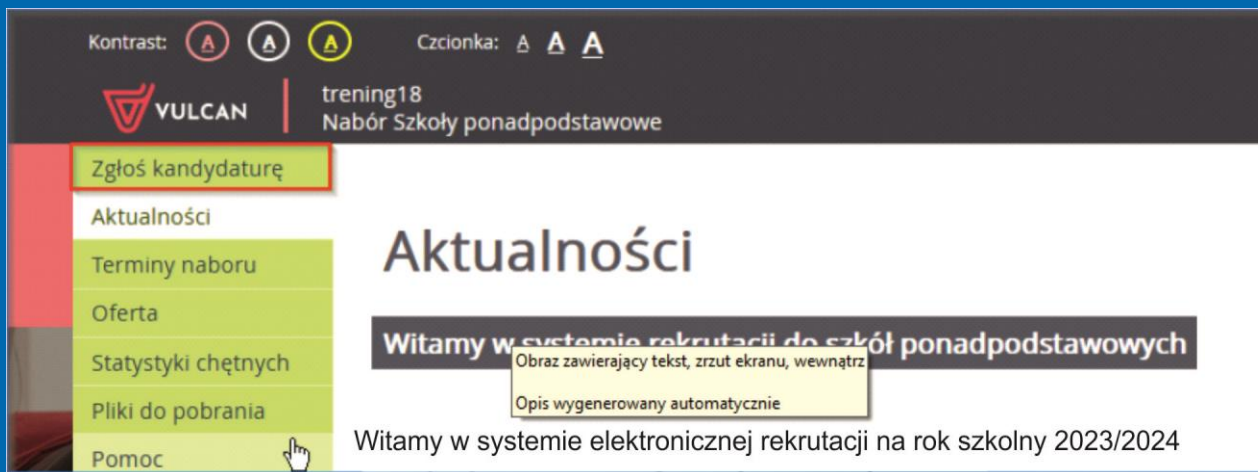 Kontrast: A A A Czcionka: A A A
VULCAN
trening18
Nabór Szkoły ponadpodstawowe
Zgłoś kandydaturę
Aktualności
Terminy naboru
Oferta
Statystyki chętnych
Pliki do pobrania
Pomoc
Aktualności
Witamy w systemie rekrutacji do szkół ponadpodstawowych
Obraz zawierający tekst, zrzut ekranu, wewnątrz
Opis wygenerowany automatycznie
Witamy w systemie elektronicznej rekrutacji na rok szkolny 2023/2024